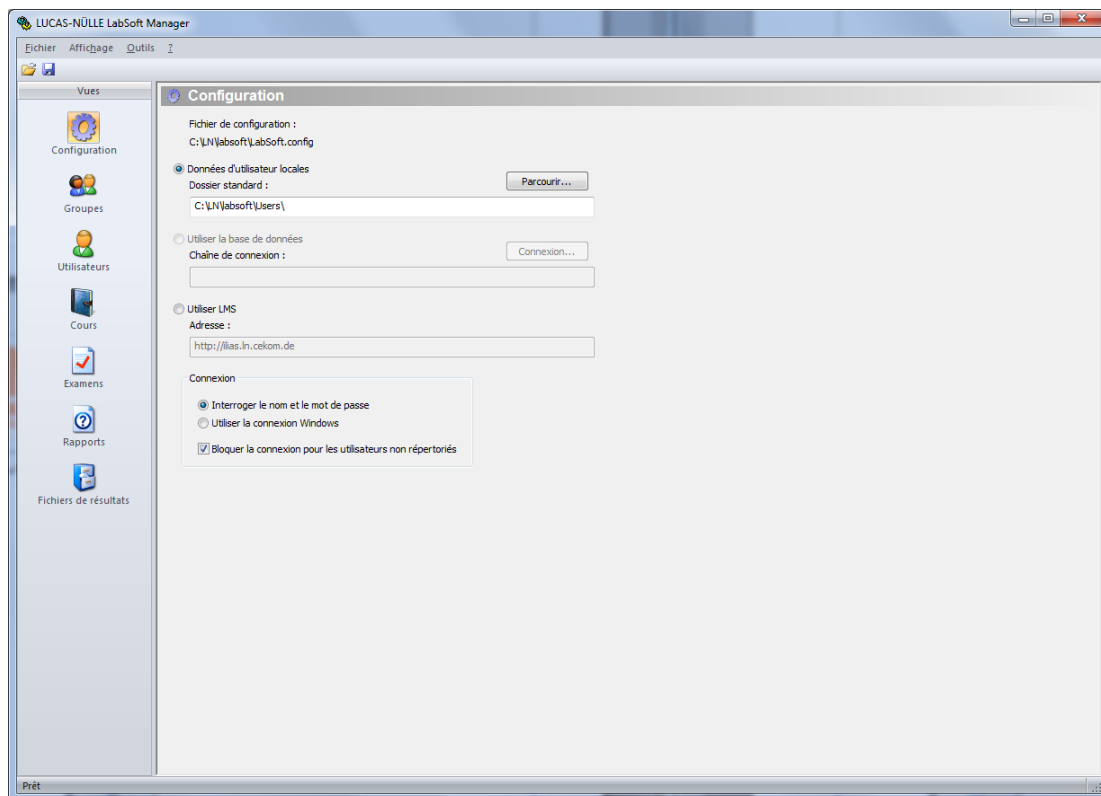 LUCAS-NÜLLE LabSoft Manager
Fichier Affichage Outils ?
Vues
Configuration
Groupes
Utilisateurs
Cours
Examens
Rapports
Fichiers de résultats
Configuration
Fichier de configuration :
C:\LN\labsoft\LabSoft.config
Données d'utilisateur locales
Dossier standard :
Parcourir...
C:\LN\labsoft\Users\
Utiliser la base de données
Chaîne de connexion :
Connexion...
Utiliser LMS
Adresse :
http://ilias.ln.cekom.de
Connexion
Interroger le nom et le mot de passe
Utiliser la connexion Windows
Bloquer la connexion pour les utilisateurs non répertoriés
Prêt